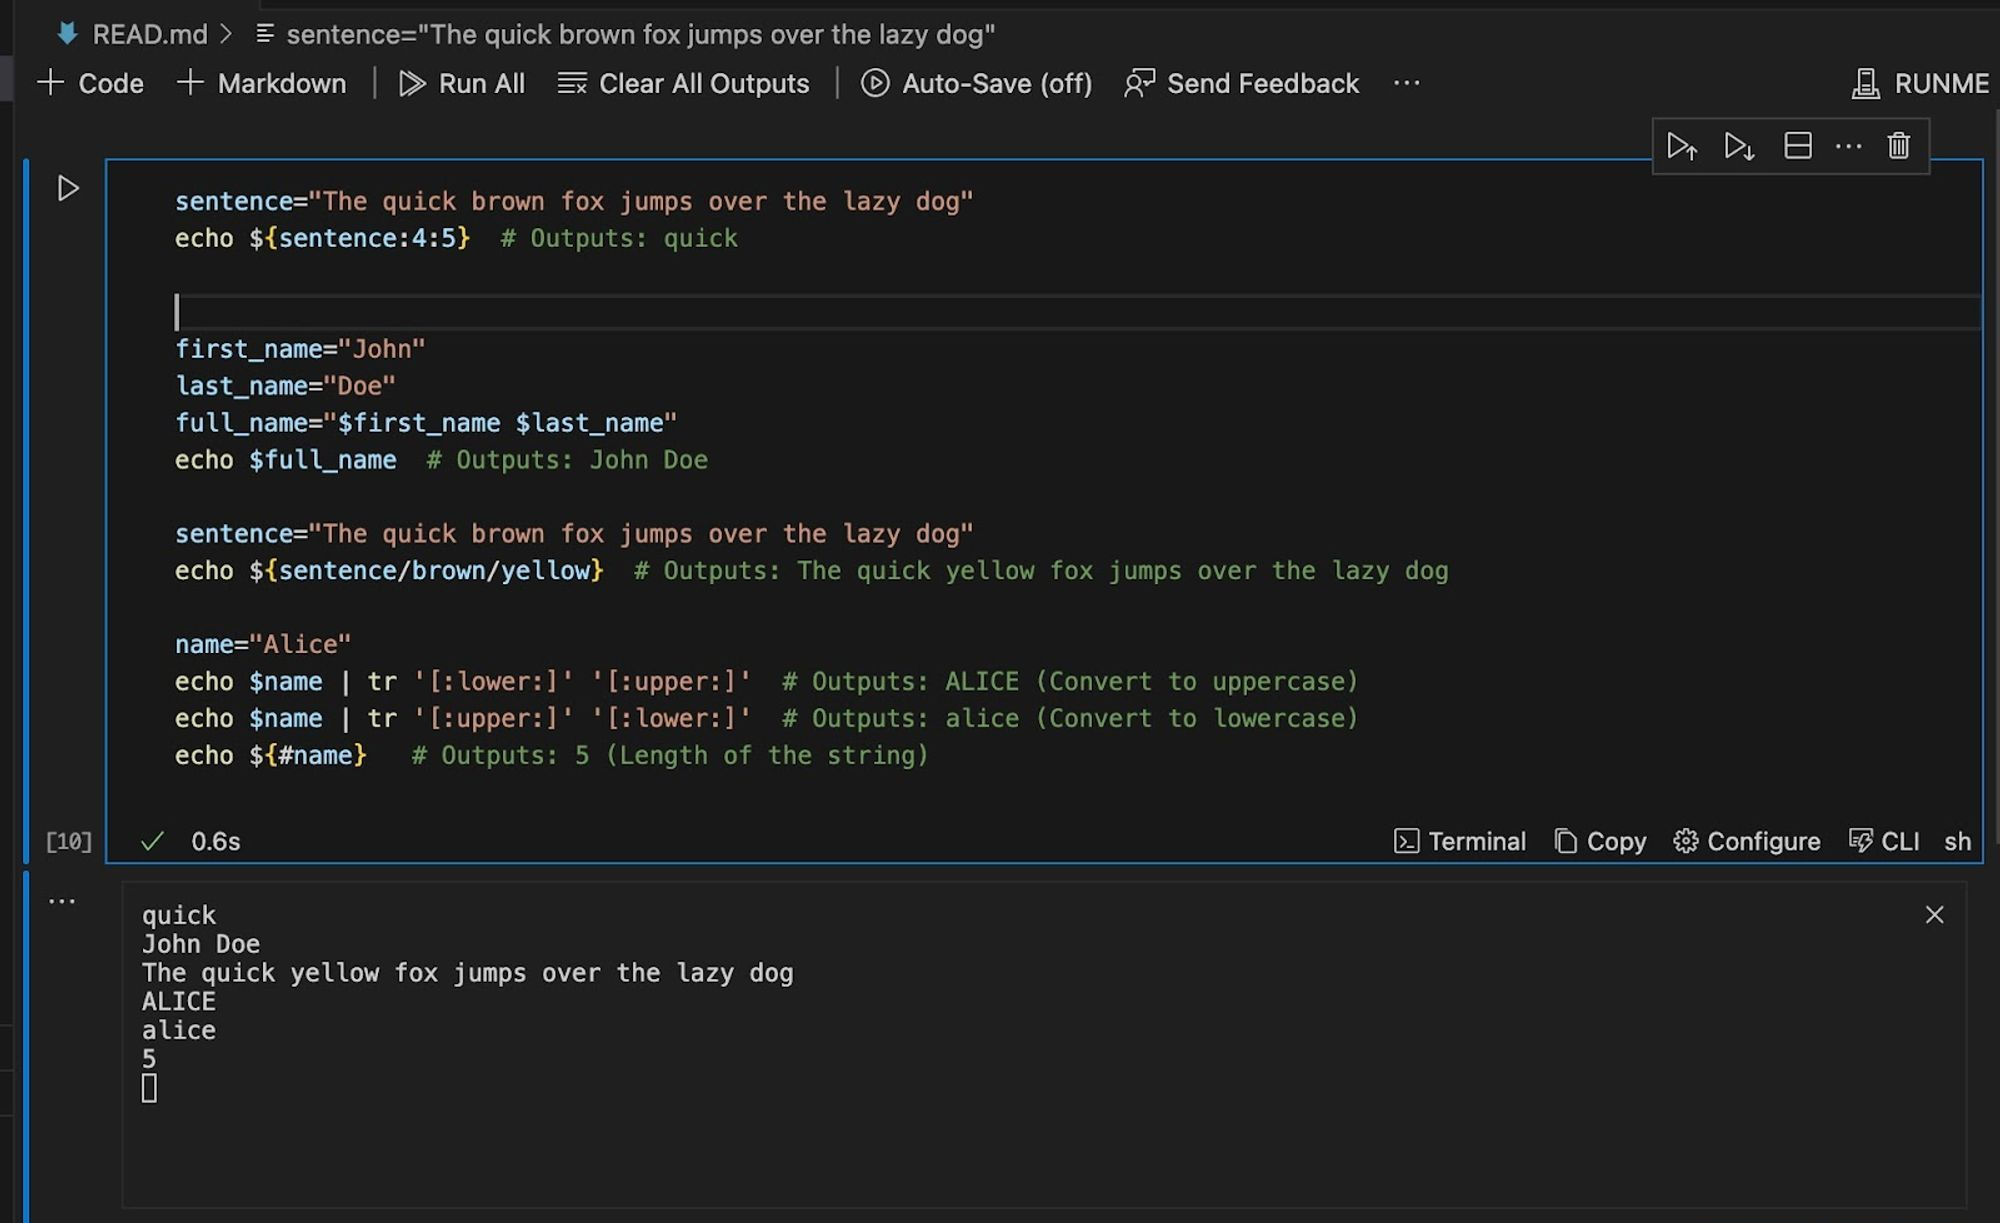 READ.md > sentence="The quick brown fox jumps over the lazy dog"
+ Code + Markdown | Run All Clear All Outputs | Auto-Save (off) Send Feedback ... RUNME
sentence="The quick brown fox jumps over the lazy dog"
echo ${sentence:4:5}  # Outputs: quick
first_name="John"
last_name="Doe"
full_name="$first_name $last_name"
echo $full_name  # Outputs: John Doe
sentence="The quick brown fox jumps over the lazy dog"
echo ${sentence/brown/yellow}  # Outputs: The quick yellow fox jumps over the lazy dog
name="Alice"
echo $name | tr '[:lower:]' '[:upper:]'  # Outputs: ALICE (Convert to uppercase)
echo $name | tr '[:upper:]' '[:lower:]'  # Outputs: alice (Convert to lowercase)
echo ${#name}   # Outputs: 5 (Length of the string)
[10] 0.6s Terminal Copy Configure CLI sh
quick
John Doe
The quick yellow fox jumps over the lazy dog
ALICE
alice
5